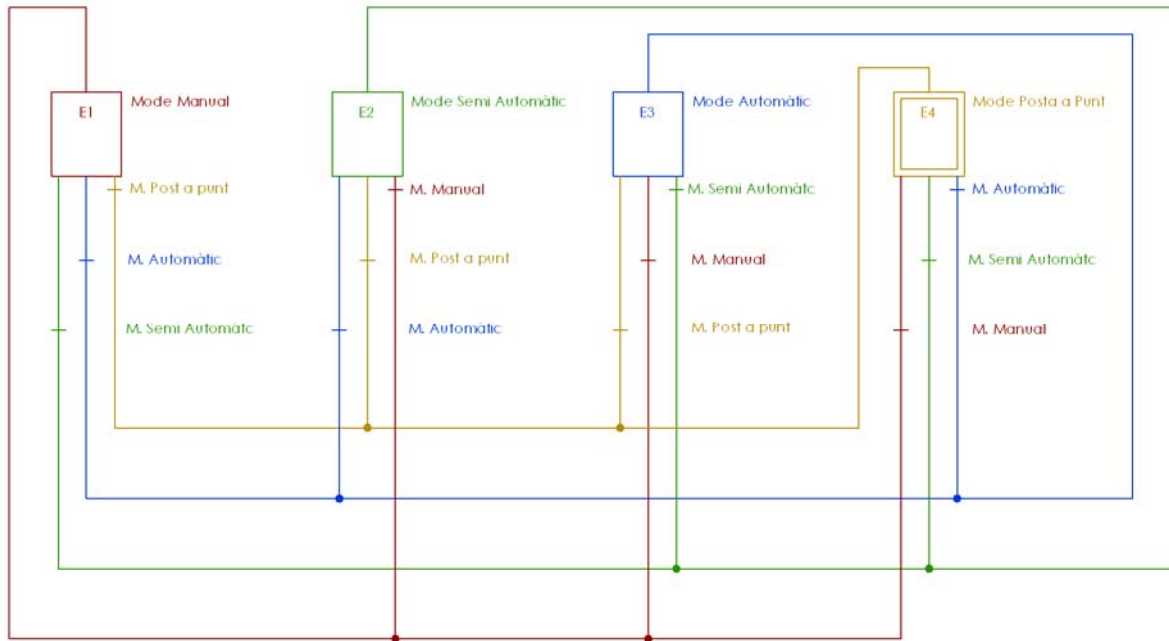 Mode Manual
Mode Semi Automàtic
Mode Automàtic
Mode Posta a Punt
E1
E2
E3
E4
M. Post a punt
M. Manual
M. Semi Automàtc
M. Automàtic
M. Automàtic
M. Post a punt
M. Manual
M. Semi Automàtc
M. Semi Automàtc
M. Automàtic
M. Post a punt
M. Manual